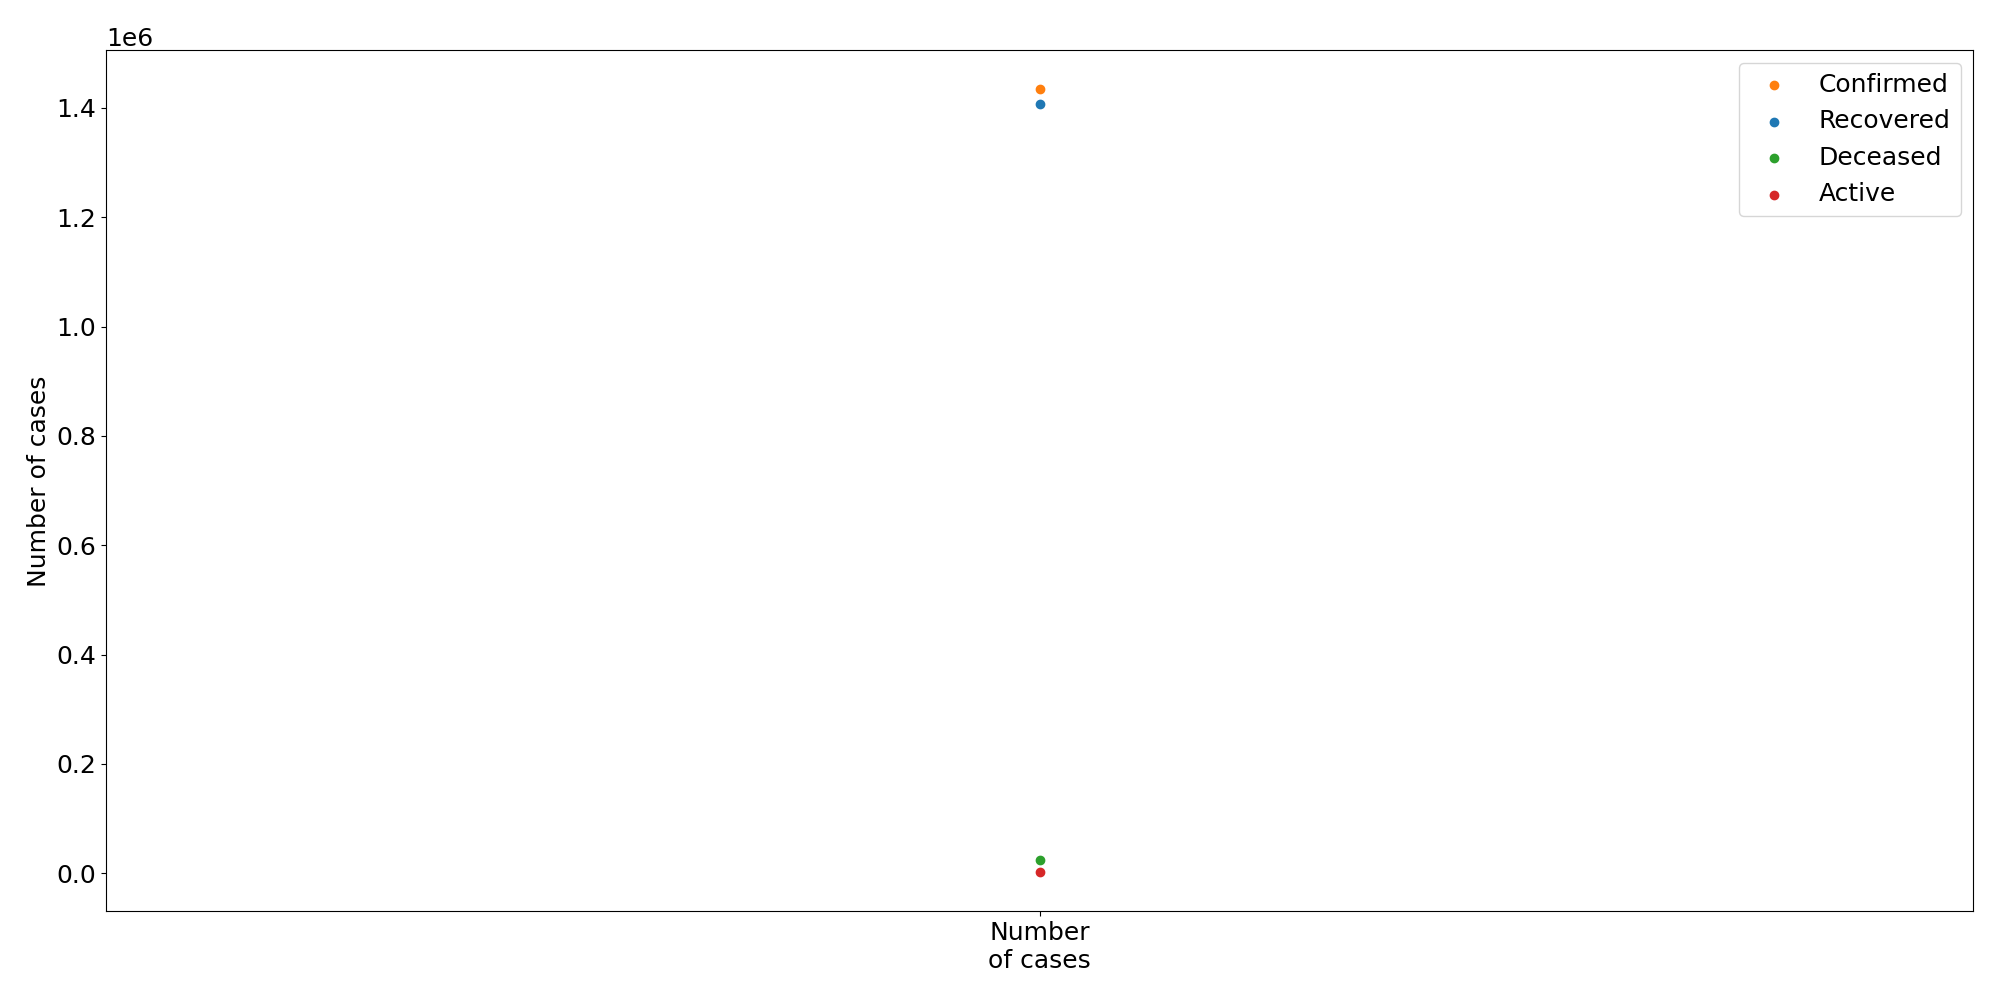 1e6
Confirmed
Recovered
Deceased
Active
1.4
1.2
1.0
0.8
0.6
0.4
0.2
0.0
Number of cases
Number
of cases